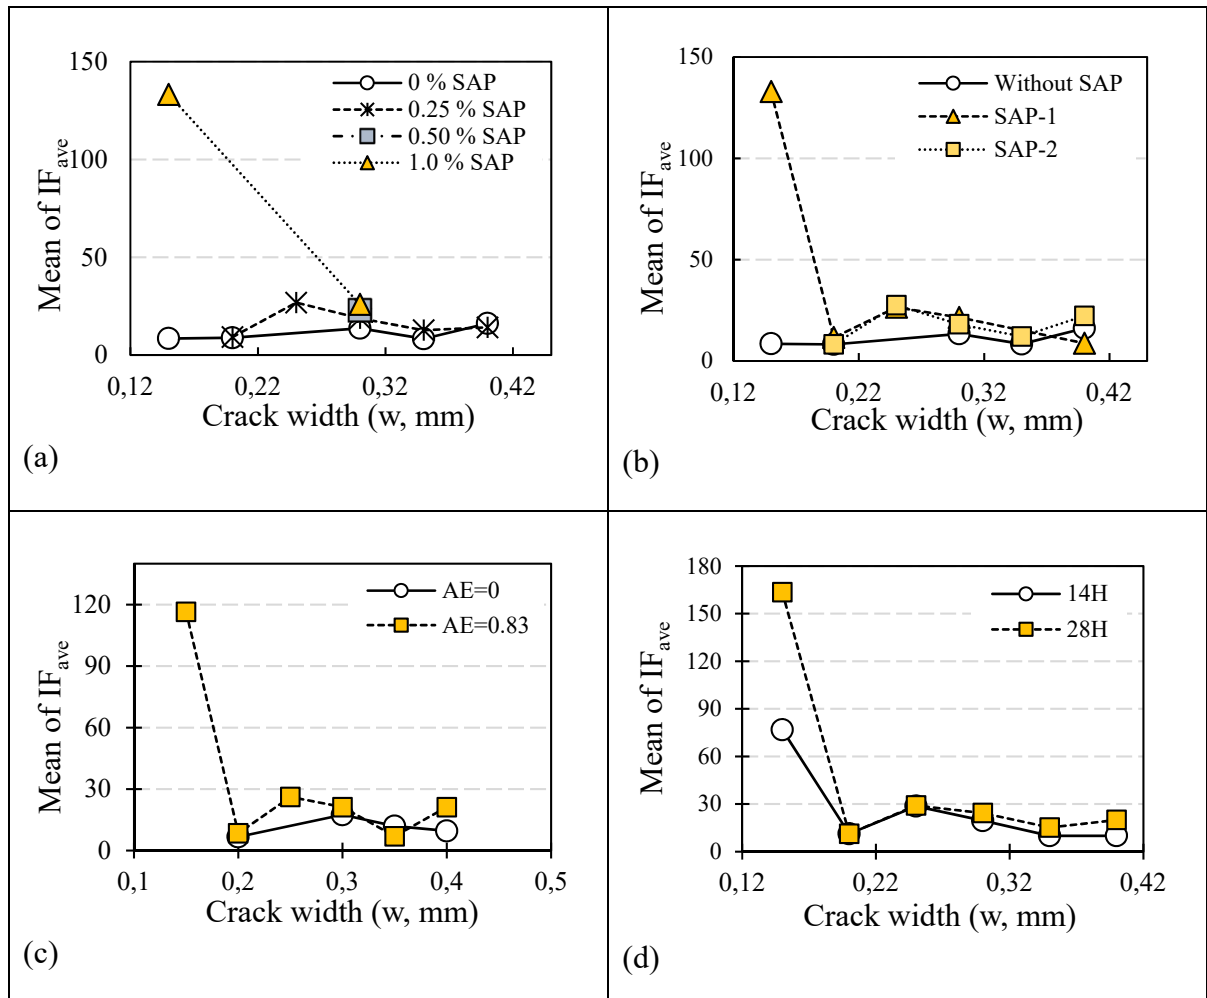 150
100
50
0
Mean of IFave
0 % SAP
0.25 % SAP
0.50 % SAP
1.0 % SAP
0,12 0,22 0,32 0,42
Crack width (w, mm)
(a)
150
100
50
0
Mean of IFave
Without SAP
SAP-1
SAP-2
0,12 0,22 0,32 0,42
Crack width (w, mm)
(b)
120
90
60
30
0
Mean of IFave
AE=0
AE=0.83
0,1 0,2 0,3 0,4 0,5
Crack width (w, mm)
(c)
180
150
120
90
60
30
0
Mean of IFave
14H
28H
0,12 0,22 0,32 0,42
Crack width (w, mm)
(d)